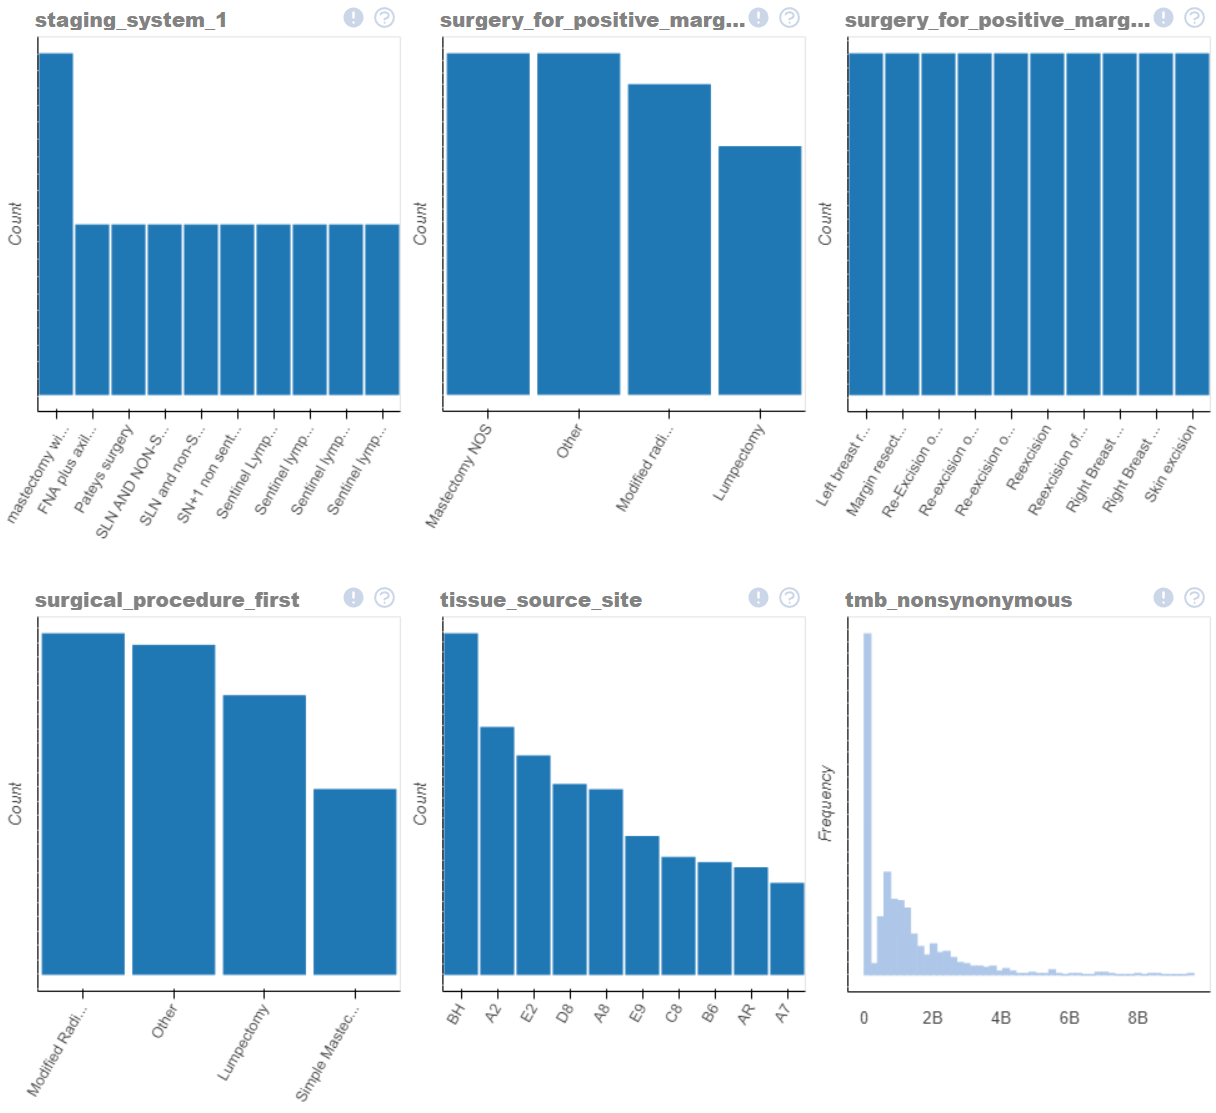 staging_system_1
surgery_for_positive_marg...
surgery_for_positive_marg...
Count
Count
Count
mastectomy wi...
FNA plus axil...
Pateys surgery
SLN AND NON-S...
SLN and non-S...
SN+1 non sent...
Sentinel Lymp...
Sentinel lymp...
Sentinel lymp...
Sentinel lymp...
Mastectomy NOS
Other
Modified radi...
Lumpectomy
Left breast r...
Margin resect...
Re-Excision o...
Re-excision o...
Re-excision o...
Reexcision
Reexcision of...
Right Breast ...
Right Breast ...
Skin excision
surgical_procedure_first
tissue_source_site
tmb_nonsynonymous
Count
Count
Frequency
Modified Radi...
Other
Lumpectomy
Simple Mastec...
BH
A2
E2
D8
A8
E9
C8
B6
AR
A7
0
2B
4B
6B
8B